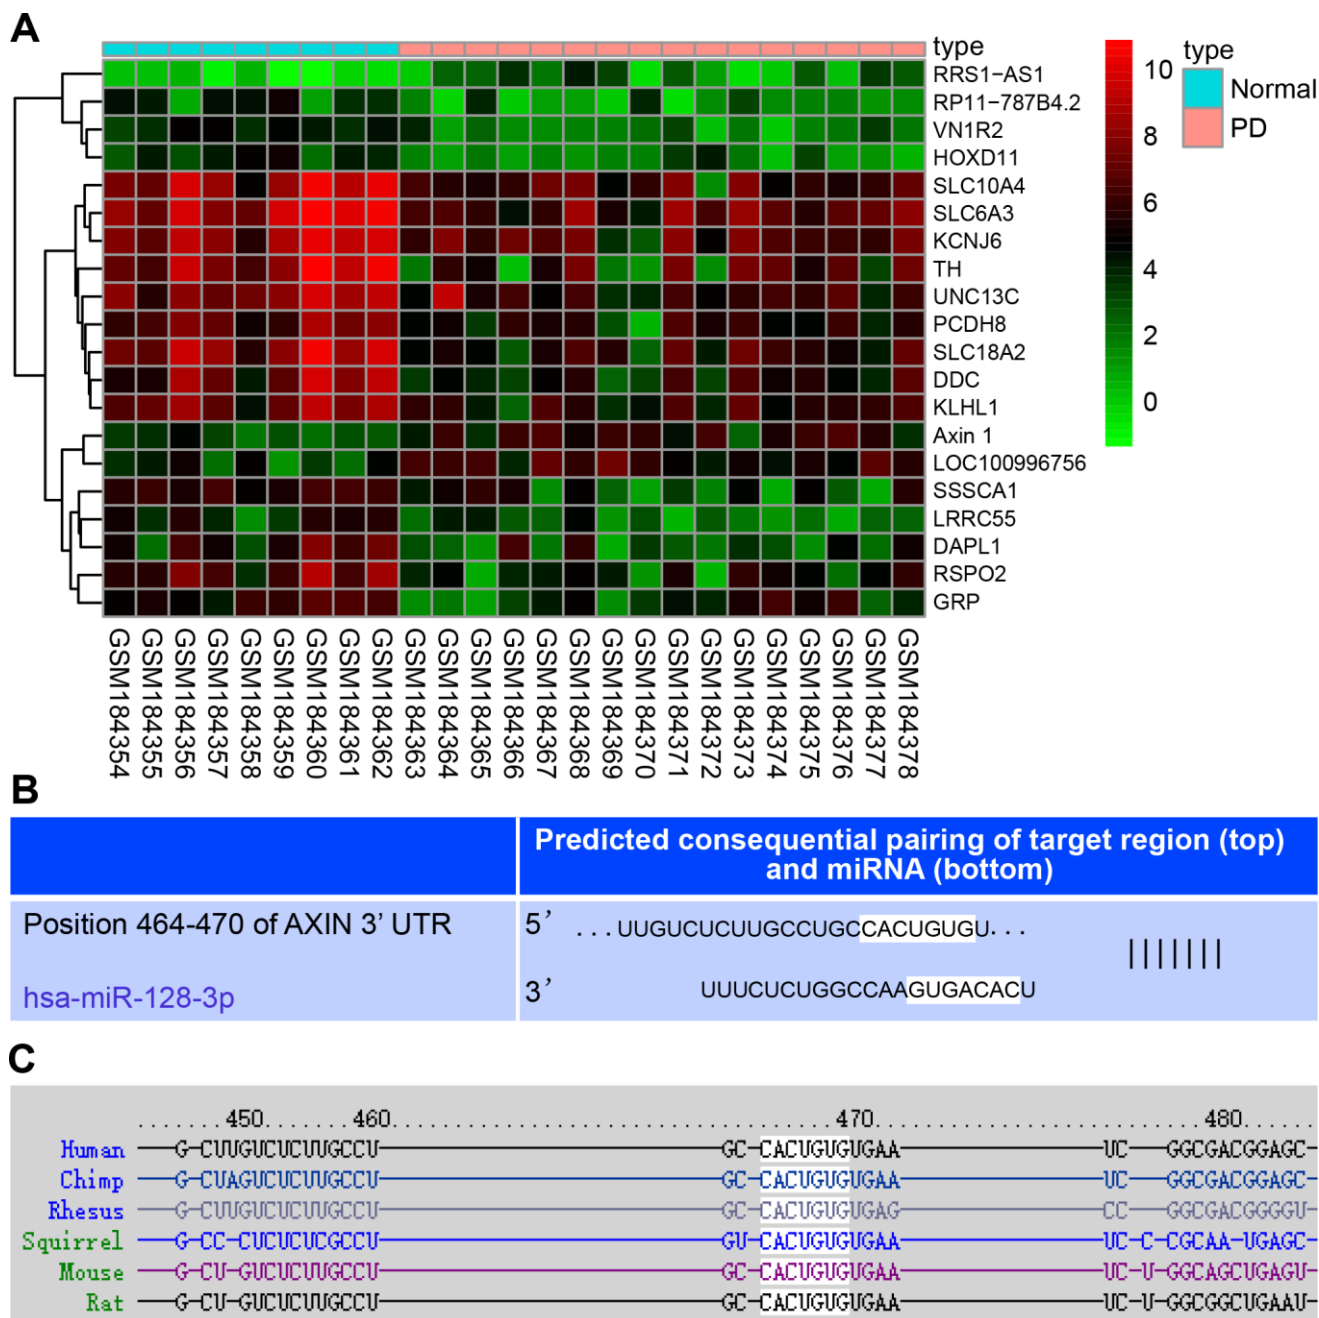 A
type
RRS1−AS1
RP11−787B4.2
VN1R2
HOXD11
SLC10A4
SLC6A3
KCNJ6
TH
UNC13C
PCDH8
SLC18A2
DDC
KLHL1
Axin 1
LOC100996756
SSSCA1
LRRC55
DAPL1
RSPO2
GRP
10
8
6
4
2
0
type
Normal
PD
GSM184354
GSM184355
GSM184356
GSM184357
GSM184358
GSM184359
GSM184360
GSM184361
GSM184362
GSM184363
GSM184364
GSM184365
GSM184366
GSM184367
GSM184368
GSM184369
GSM184370
GSM184371
GSM184372
GSM184373
GSM184374
GSM184375
GSM184376
GSM184377
GSM184378
B
Predicted consequential pairing of target region (top)
and miRNA (bottom)
Position 464-470 of AXIN 3' UTR 5' ...UUGUCUCUUGCCUGCCACUGUGU...
|||||||
hsa-miR-128-3p 3' UUUCUCUGGCCAAGUGACACU
C
.......450.......460....................................470............................480......
Human ---G-CUUGUCUCUUGCCU---GC-CACUGUGUGAA---UC---GGCGACGGAGC-
Chimp ---G-CUAGUCUCUUGCCU---GC-CACUGUGUGAA---UC---GGCGACGGAGC-
Rhesus ---G-CUUGUCUCUUGCCU---GC-CACUGUGUGAG---CC---GGCGACGGGGU-
Squirrel ---G-CC-CUCUCUCGCCU---GU-CACUGUGUGAA---UC-C-CGCAA-UGAGC-
Mouse ---G-CU-GUCUCUUGCCU---GC-CACUGUGUGAA---UC-U-GGCAGCUGAGU-
Rat ---G-CU-GUCUCUUGCCU---GC-CACUGUGUGAA---UC-U-GGCGGCUGAAU-